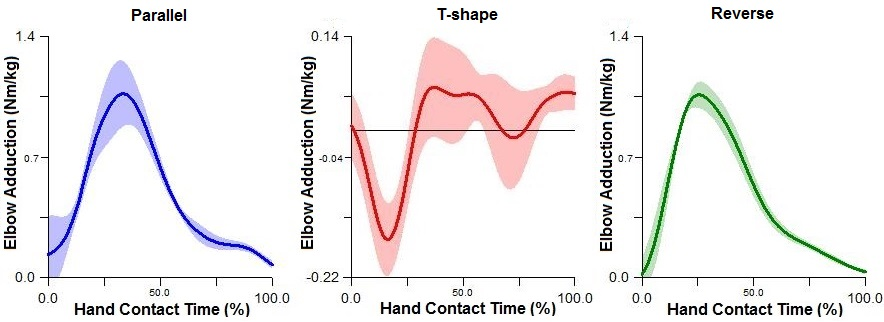 Parallel
T-shape
Reverse
Elbow Adduction (Nm/kg)
1.4
0.7
0.0
0.0
50.0
100.0
Hand Contact Time (%)
Elbow Adduction (Nm/kg)
0.14
-0.04
-0.22
0.0
50.0
100.0
Hand Contact Time (%)
Elbow Adduction (Nm/kg)
1.4
0.7
0.0
0.0
50.0
100.0
Hand Contact Time (%)